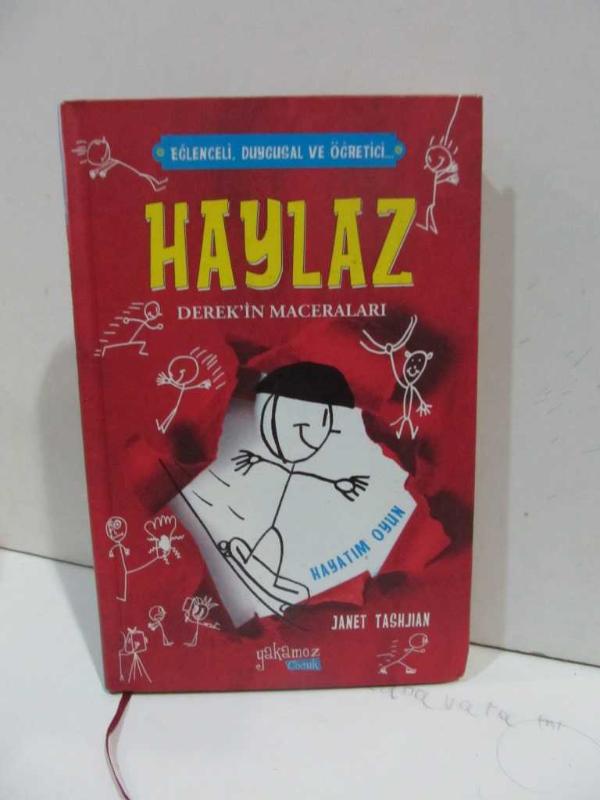 EĞLENCELİ, DUYGUSAL VE ÖĞRETİCİ...
HAYLAZ
DEREK'İN MACERALARI
HAYATIM OYUN
JANET TASHJIAN
yakamoz
Çocuk